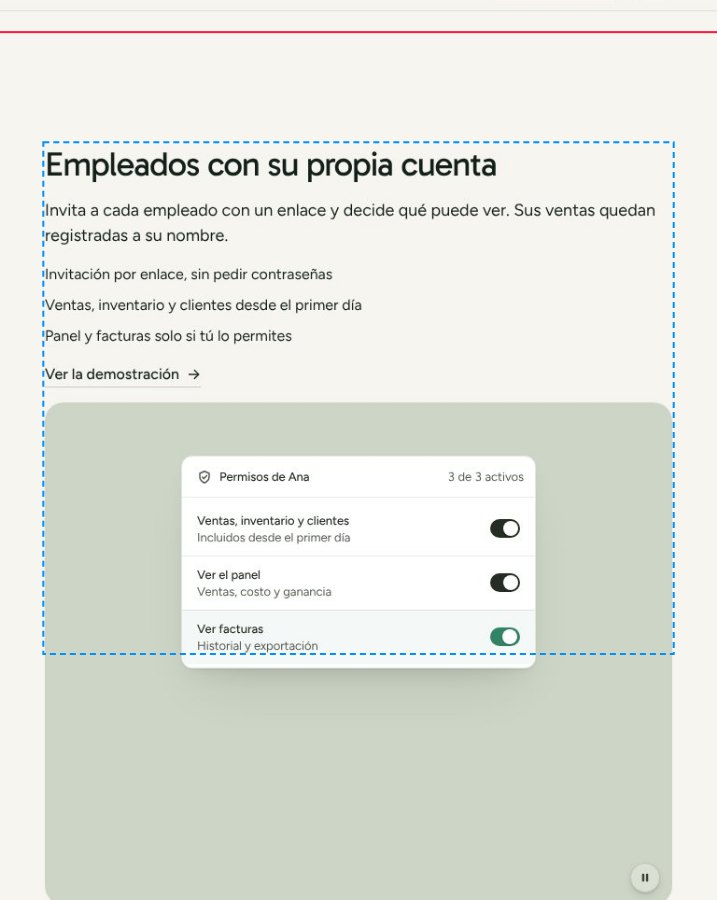 Empleados con su propia cuenta
Invita a cada empleado con un enlace y decide qué puede ver. Sus ventas quedan
registradas a su nombre.
Invitación por enlace, sin pedir contraseñas
Ventas, inventario y clientes desde el primer día
Panel y facturas solo si tú lo permites
Ver la demostración →
Permisos de Ana
3 de 3 activos
Ventas, inventario y clientes
Incluidos desde el primer día
Ver el panel
Ventas, costo y ganancia
Ver facturas
Historial y exportación